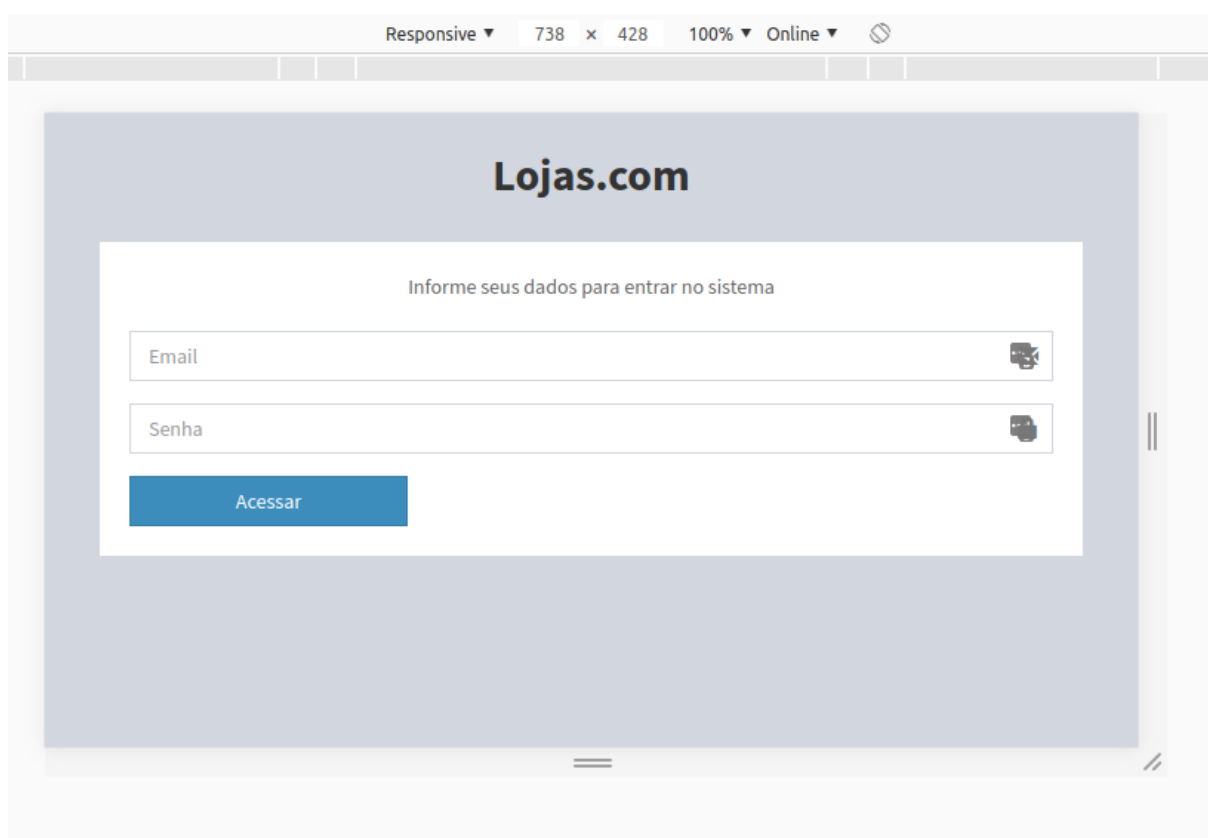 Responsive ▼ 738 × 428 100% ▼ Online ▼
Lojas.com
Informe seus dados para entrar no sistema
Email
Senha
Acessar